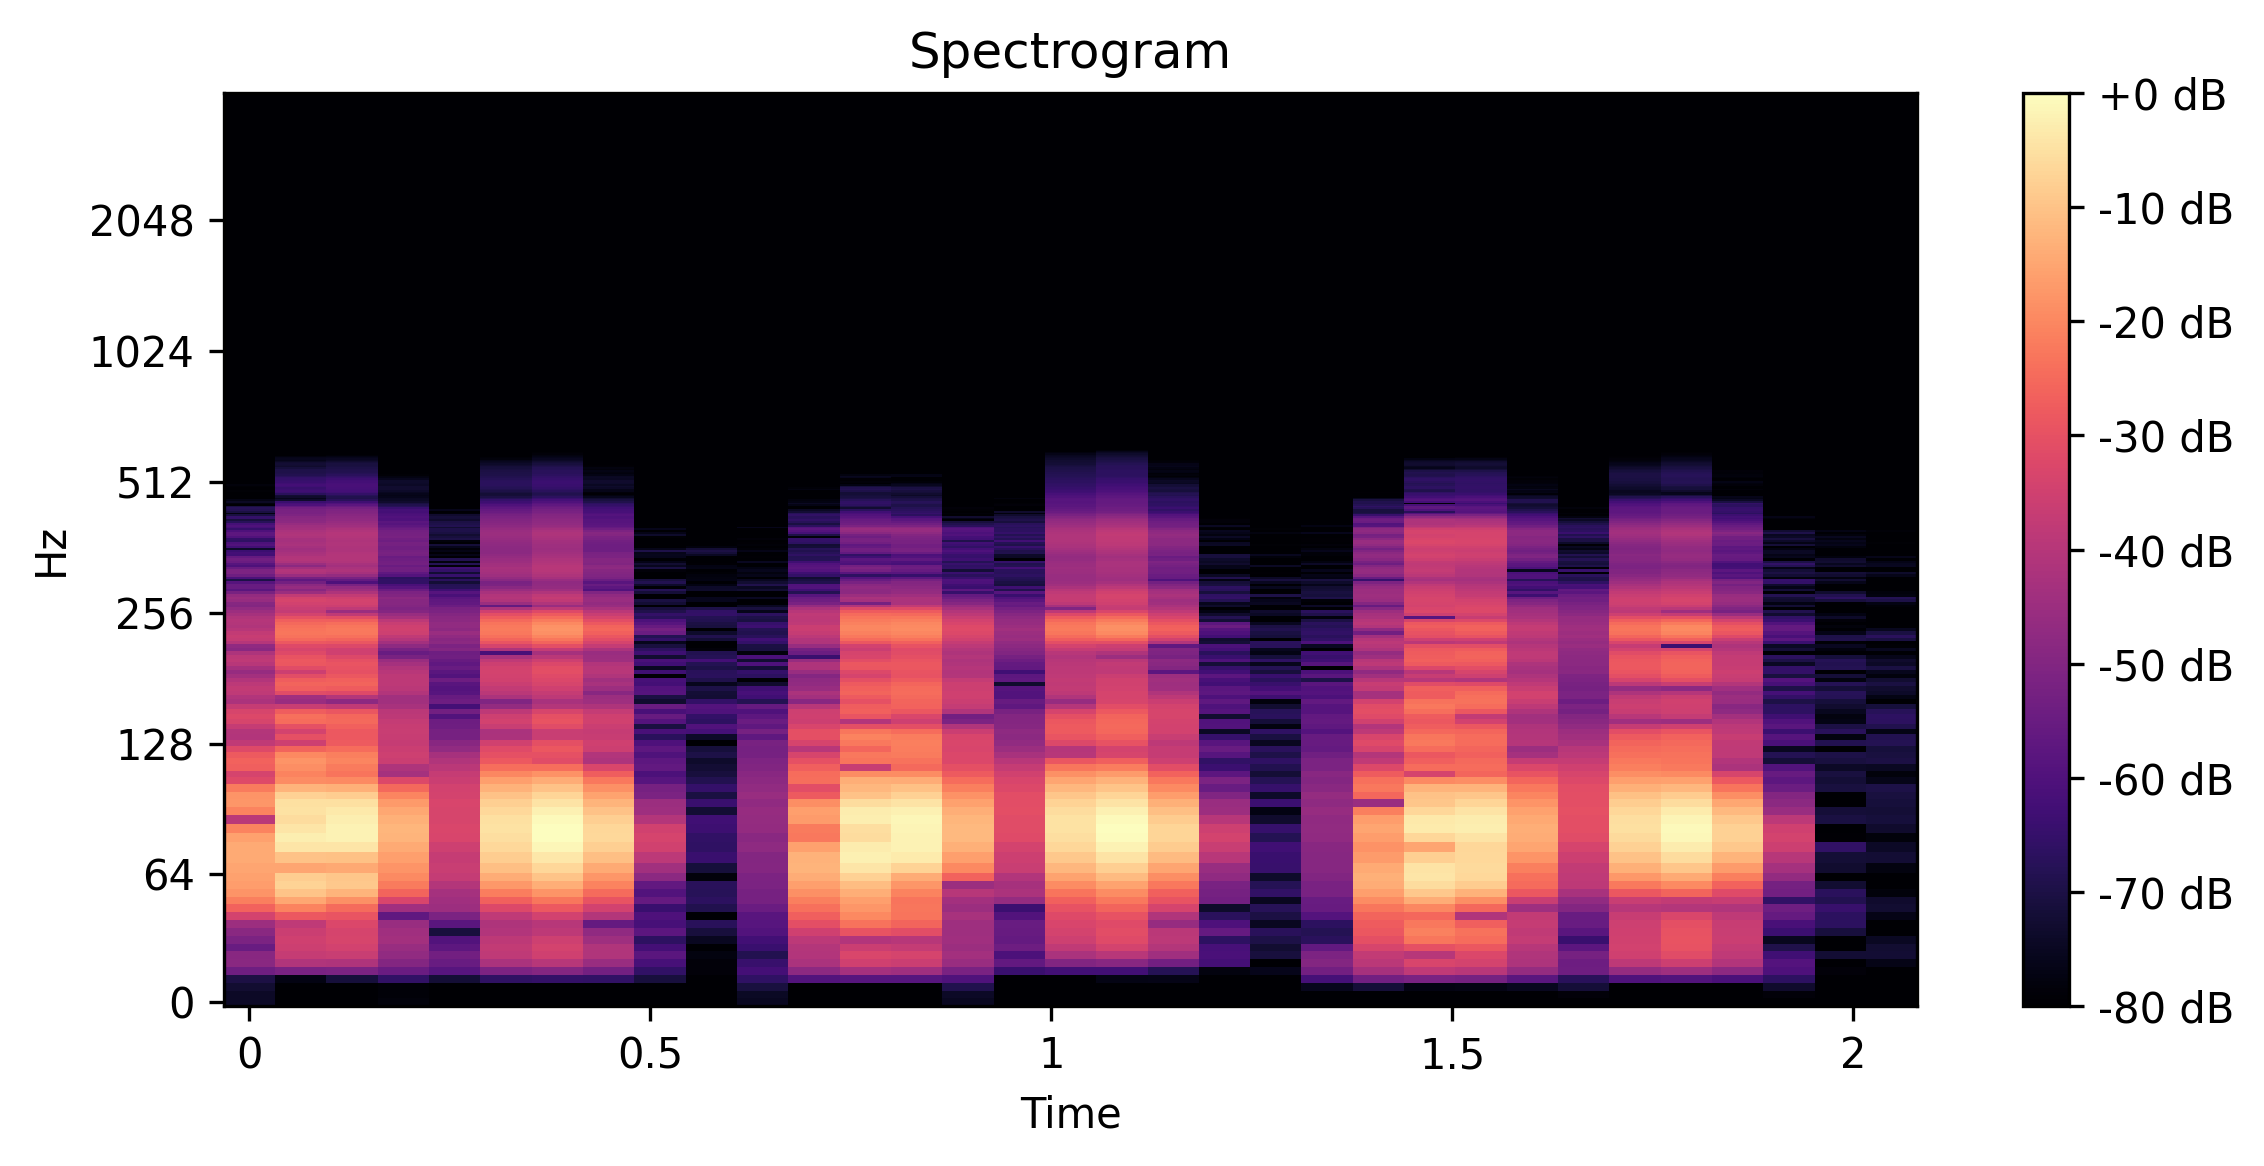 Spectrogram
Hz
2048
1024
512
256
128
64
0
0 0.5 1 1.5 2
Time
+0 dB
-10 dB
-20 dB
-30 dB
-40 dB
-50 dB
-60 dB
-70 dB
-80 dB